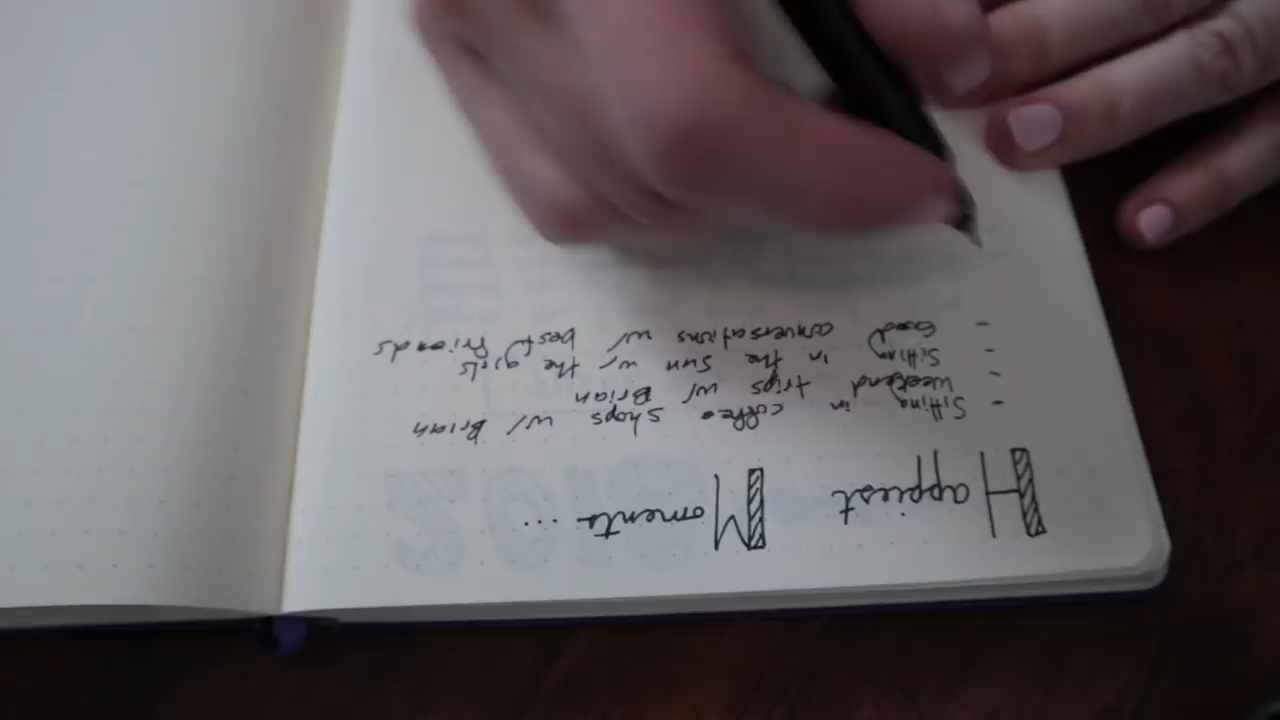 Happiest Moments ...
- Sitting in coffee shops w/ Brian
- Weekend trips w/ Brian
- Sitting in the sun w/ the girls
- Good conversations w/ best friends